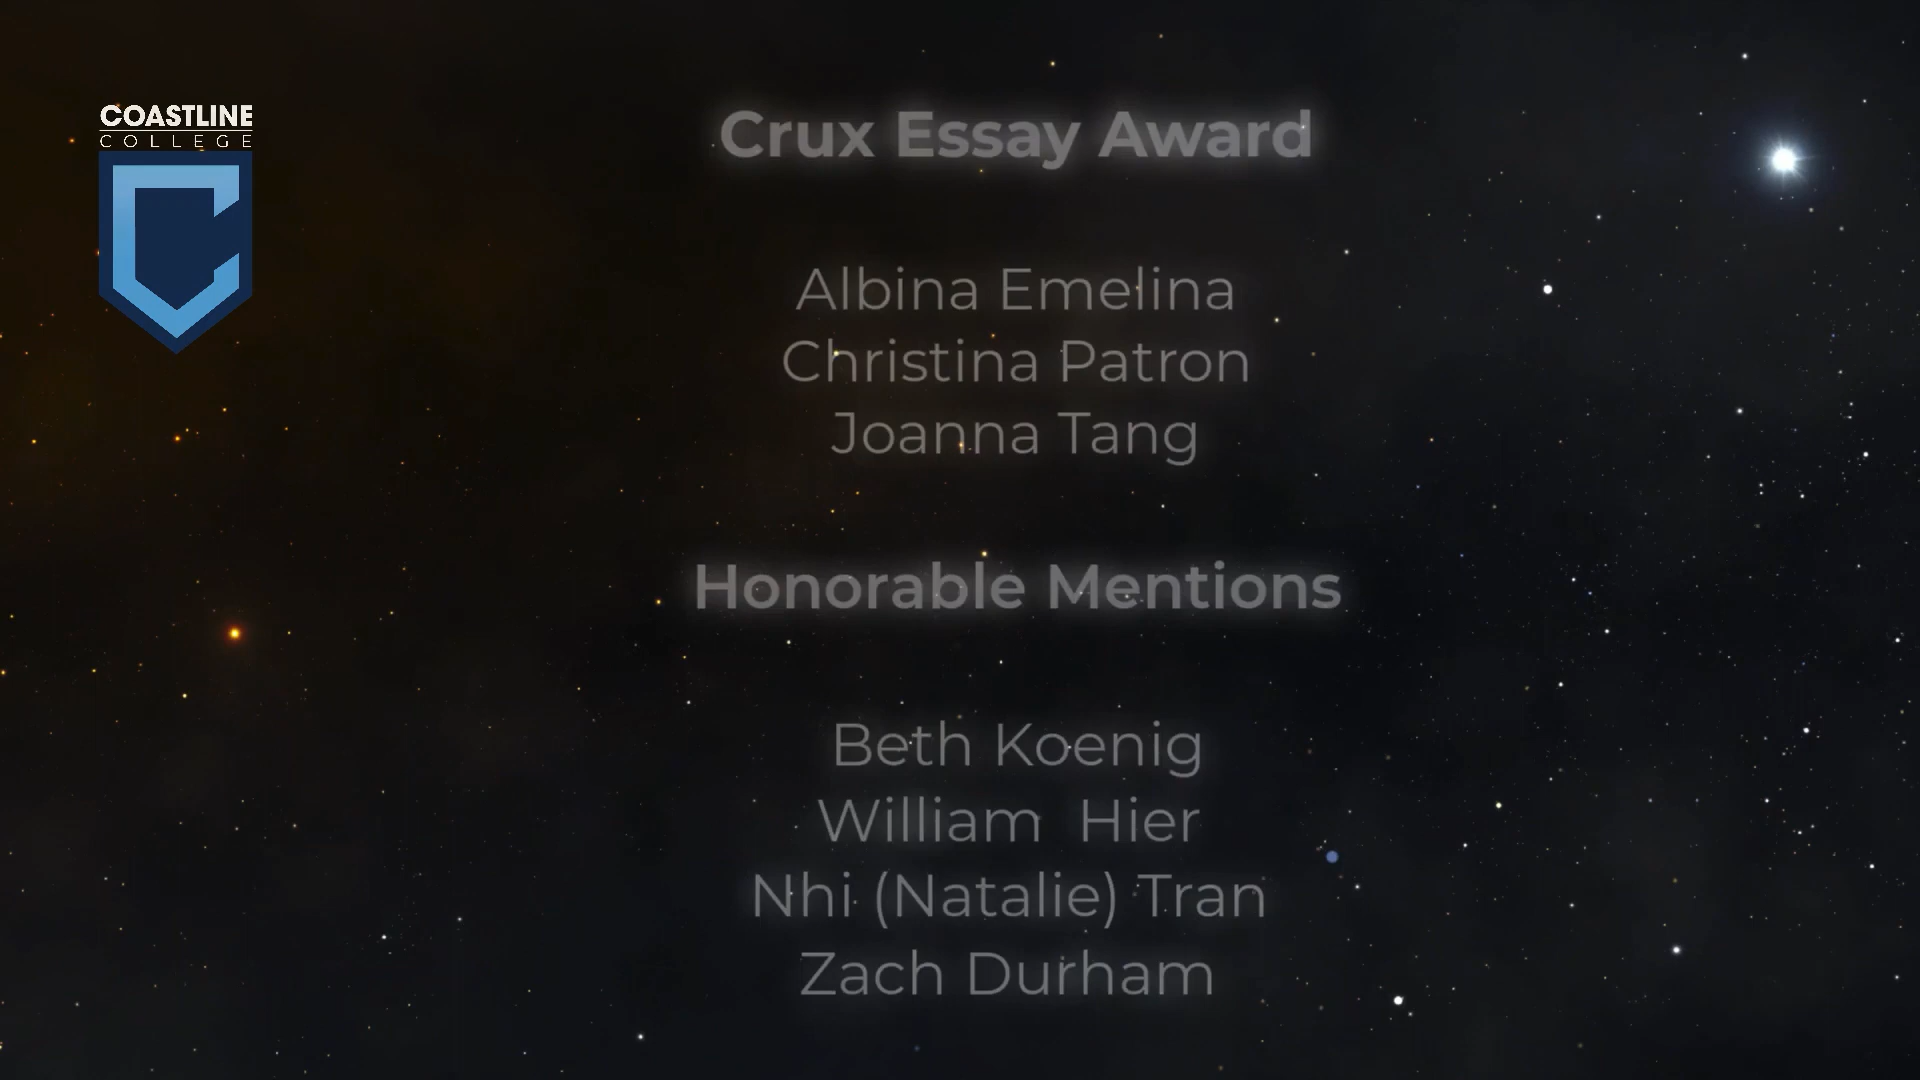 COASTLINE
COLLEGE
Crux Essay Award
Albina Emelina
Christina Patron
Joanna Tang
Honorable Mentions
Beth Koenig
William  Hier
Nhi (Natalie) Tran
Zach Durham